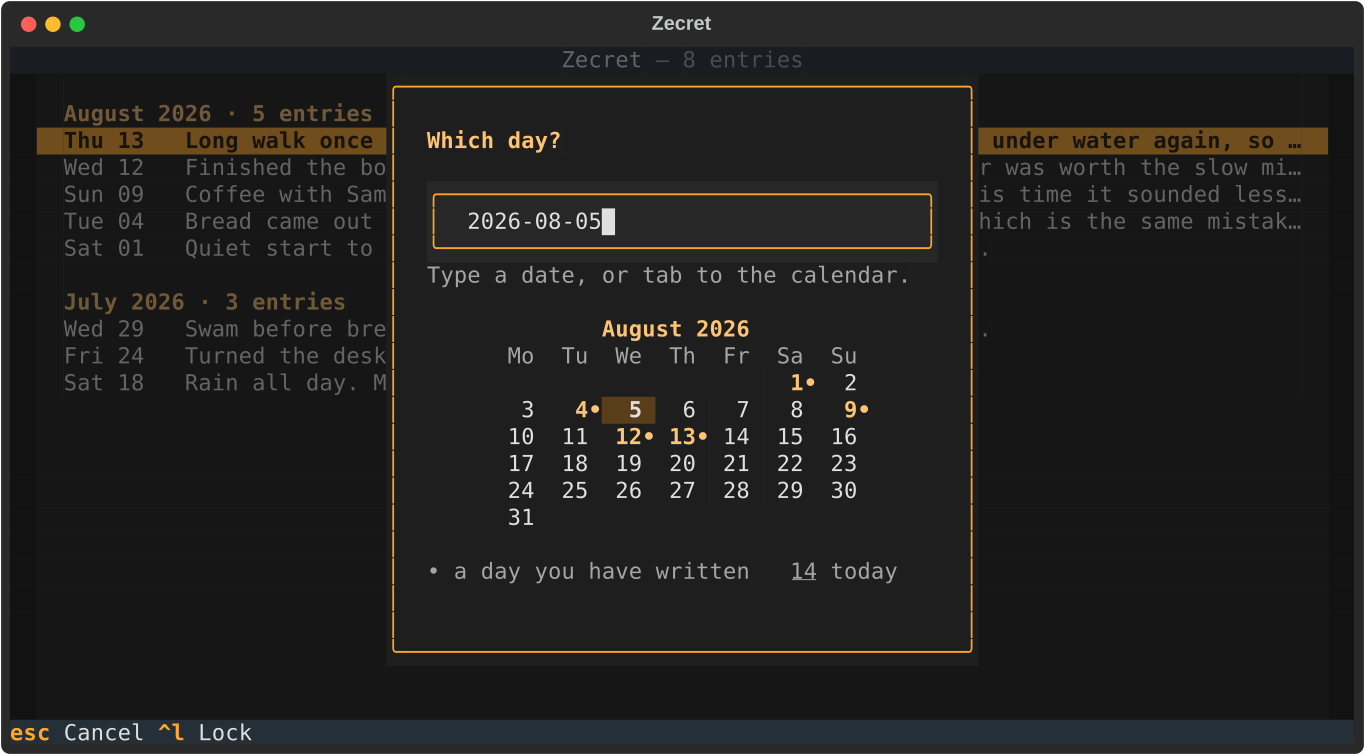 Zecret
Zecret — 8 entries
August 2026 · 5 entries
Thu 13 Long walk once under water again, so …
Wed 12 Finished the bo r was worth the slow mi…
Sun 09 Coffee with Sam is time it sounded less…
Tue 04 Bread came out hich is the same mistak…
Sat 01 Quiet start to .
July 2026 · 3 entries
Wed 29 Swam before bre .
Fri 24 Turned the desk
Sat 18 Rain all day. M
Which day?
2026-08-05
Type a date, or tab to the calendar.
August 2026
Mo Tu We Th Fr Sa Su
1• 2
3 4• 5 6 7 8 9•
10 11 12• 13• 14 15 16
17 18 19 20 21 22 23
24 25 26 27 28 29 30
31
• a day you have written 14 today
esc Cancel ^l Lock